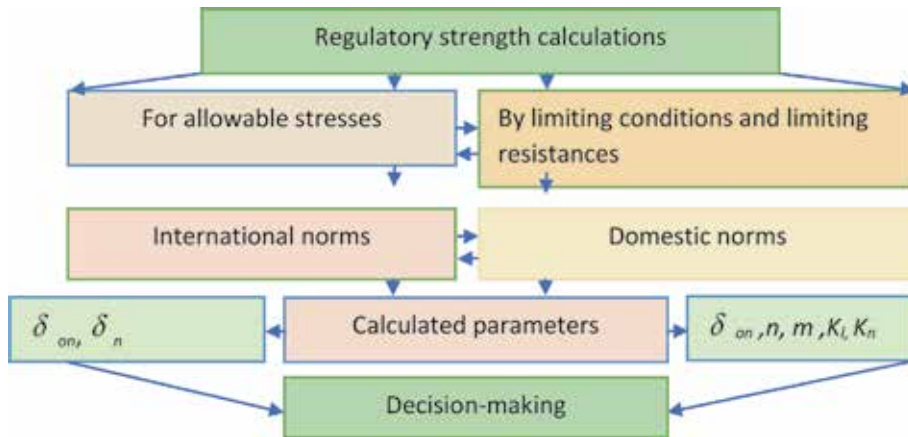 Regulatory strength calculations
For allowable stresses
By limiting conditions and limiting
resistances
International norms
Domestic norms
δ on, δ n
Calculated parameters
δ on ,n, m ,K₁, Kₙ
Decision-making